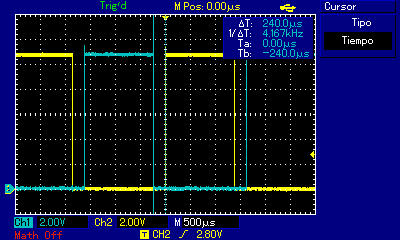 Trig'd M Pos: 0.00μs Cursor
ΔT: 240.0μs
1/ΔT: 4.167kHz
Ta: 0.00μs
Tb: -240.0μs
Tipo
Tiempo
Ch1 2.00V Ch2 2.00V M 500μs
Math Off T CH2 2.80V